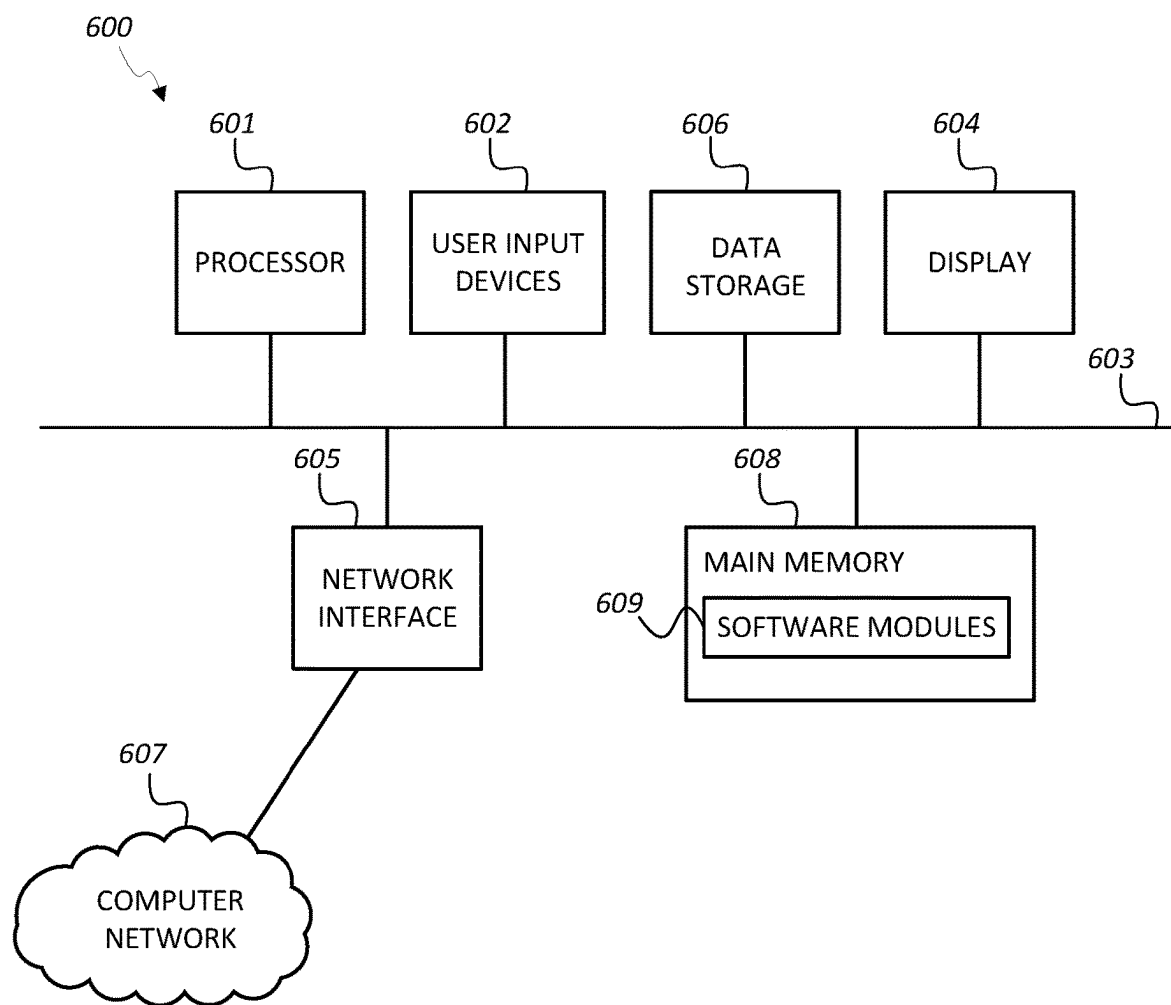 600
601
602
606
604
PROCESSOR
USER INPUT
DEVICES
DATA
STORAGE
DISPLAY
603
605
608
NETWORK
INTERFACE
MAIN MEMORY
609
SOFTWARE MODULES
607
COMPUTER
NETWORK